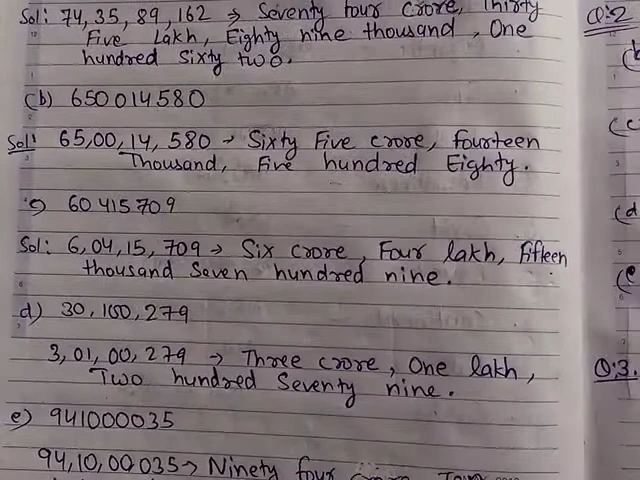 Sol: 74,35,89,162 → Seventy four Crore, Thirty
Five Lakh, Eighty nine thousand, One
hundred Sixty two.
(b) 650014580
Sol: 65,00,14,580 → Sixty Five crore, fourteen
Thousand, Five hundred Eighty.
c) 60415709
Sol: 6,04,15,709 → Six crore, Four lakh, Fifteen
thousand Seven hundred nine.
d) 30,100,279
3,01,00,279 → Three crore, One lakh,
Two hundred Seventy nine.
e) 941000035
94,10,00035 → Ninety four
Q:2
(b
(c
(d
(e
Q:3.